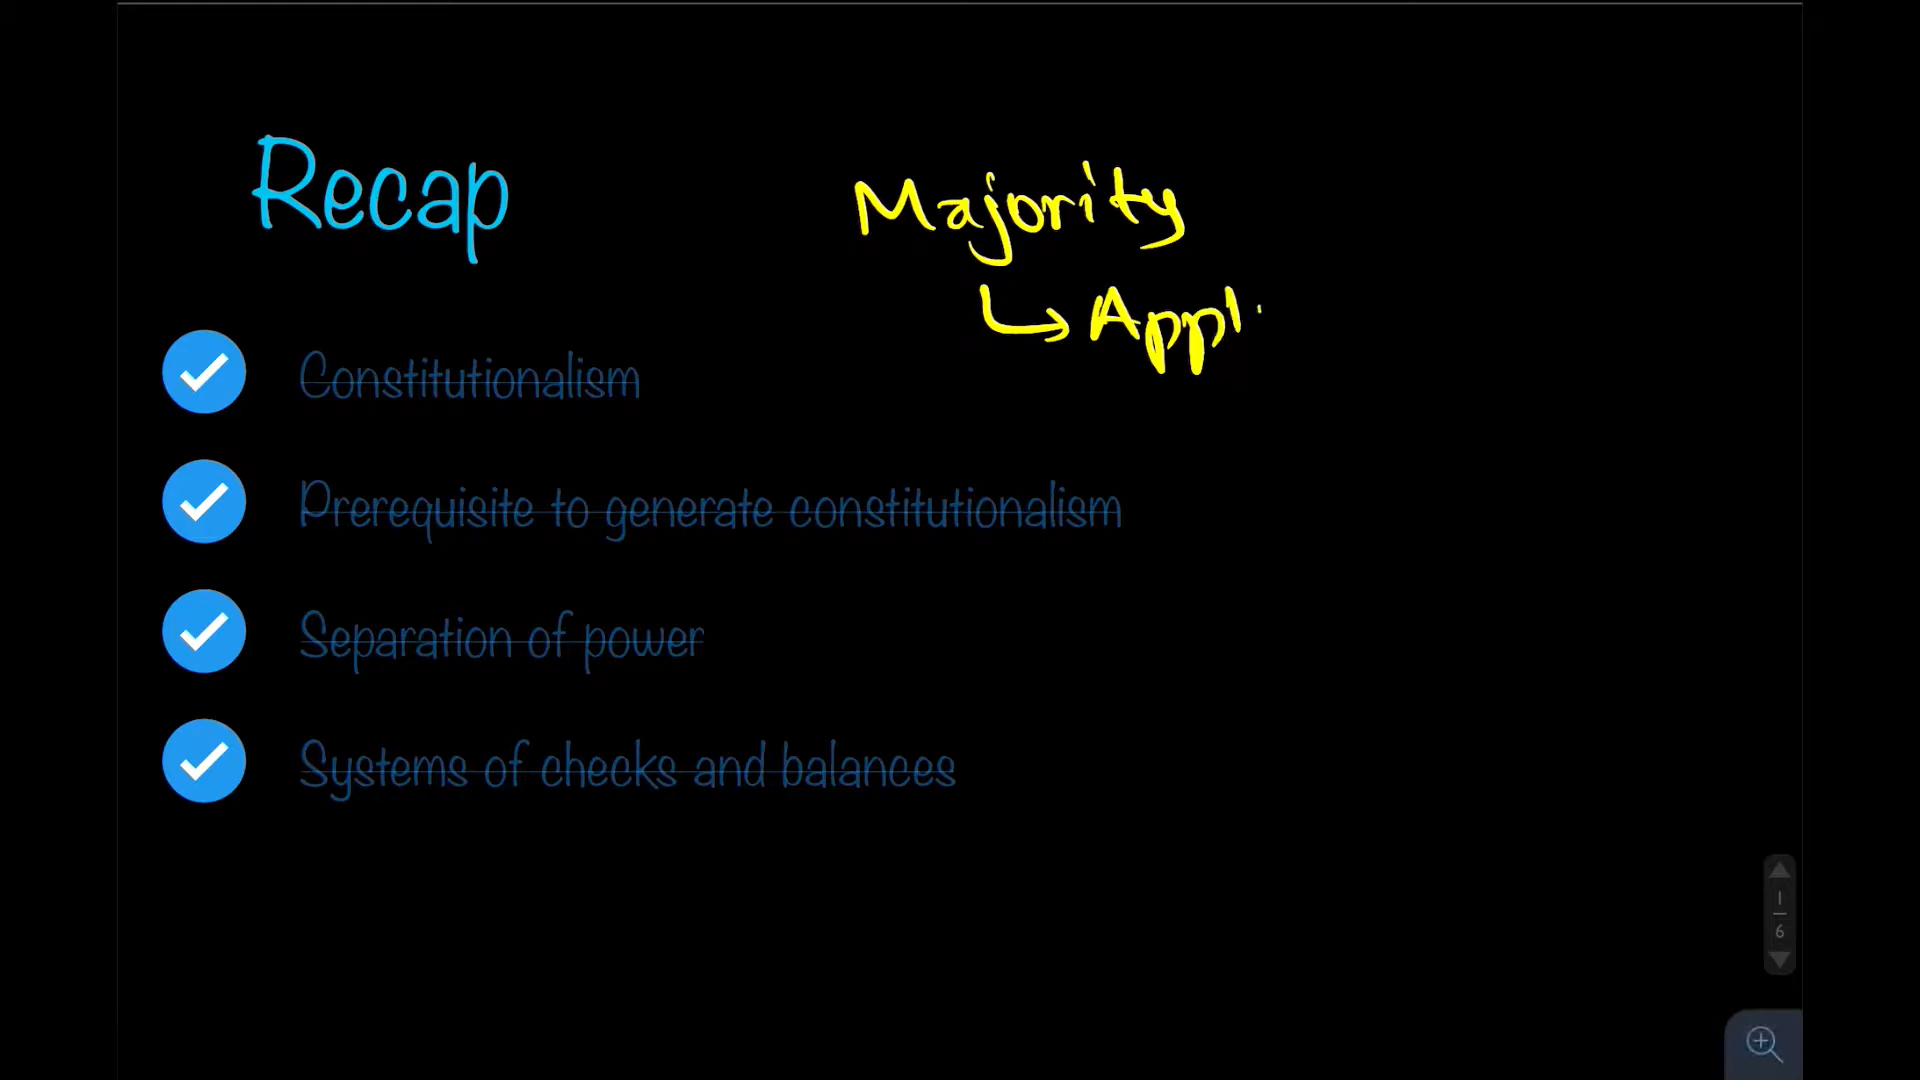 Recap
Majority
Appl
Constitutionalism
Prerequisite to generate constitutionalism
Separation of power
Systems of checks and balances
1
6